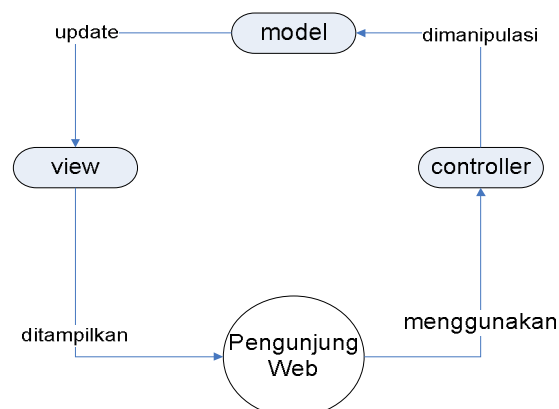 update
model
dimanipulasi
view
controller
ditampilkan
Pengunjung
Web
menggunakan